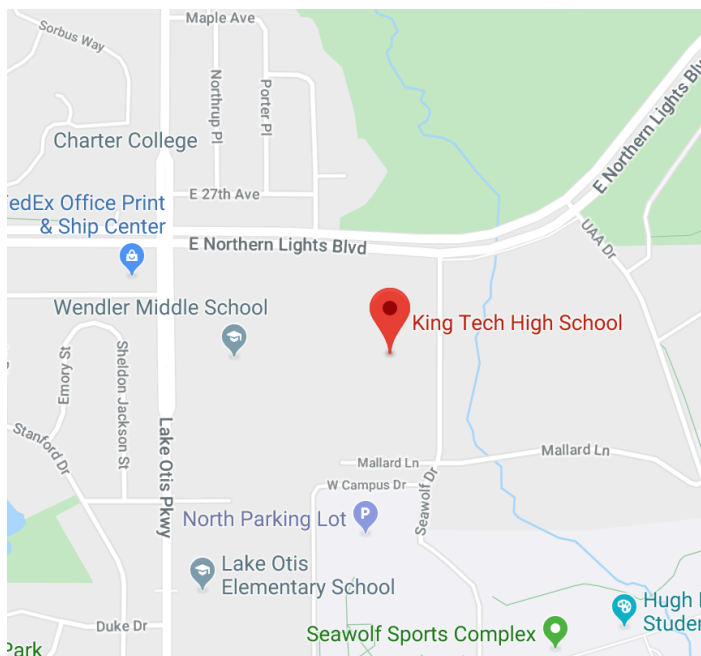 Maple Ave
Sorbus Way
Northrup Pl
Porter Pl
E Northern Lights Blv
Charter College
E 27th Ave
edEx Office Print
& Ship Center
E Northern Lights Blvd
UAA Dr
Wendler Middle School
King Tech High School
Emory St
Sheldon Jackson St
Stanford Dr
Lake Otis Pkwy
Mallard Ln
Mallard Ln
W Campus Dr
Seawolf Dr
North Parking Lot
P
Lake Otis
Elementary School
Hugh
Studen
Duke Dr
Seawolf Sports Complex
Park